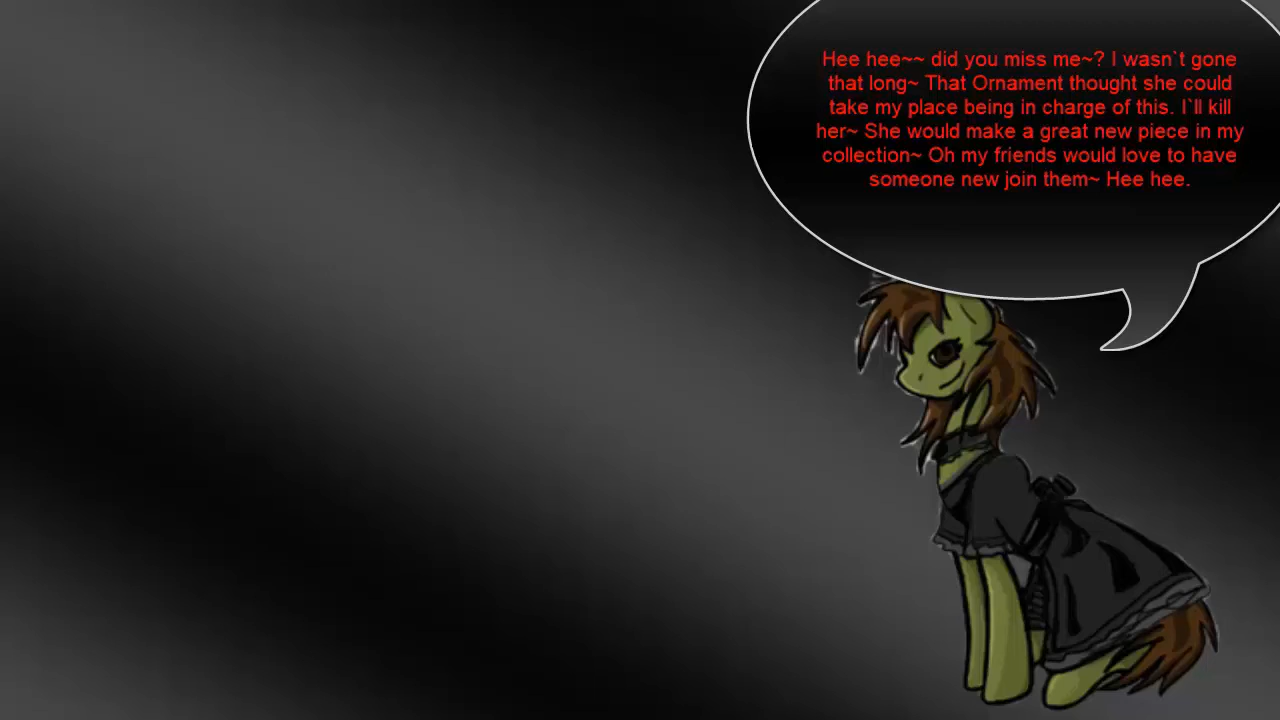 Hee hee~~ did you miss me~? I wasn`t gone
that long~ That Ornament thought she could
take my place being in charge of this. I`ll kill
her~ She would make a great new piece in my
collection~ Oh my friends would love to have
someone new join them~ Hee hee.